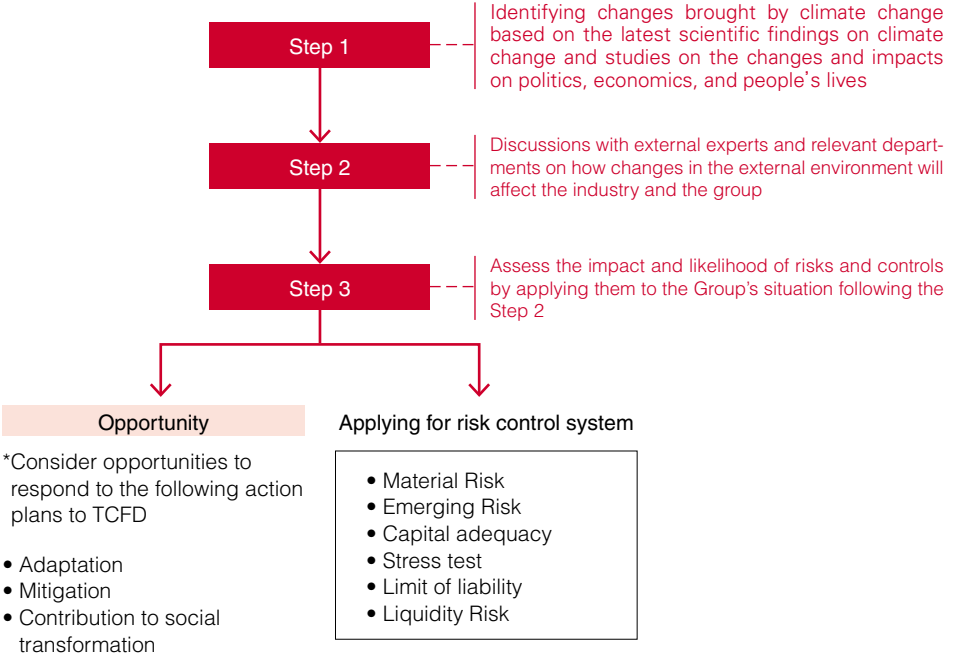 Step 1
Identifying changes brought by climate change
based on the latest scientific findings on climate
change and studies on the changes and impacts
on politics, economics, and people’s lives
Step 2
Discussions with external experts and relevant depart-
ments on how changes in the external environment will
affect the industry and the group
Step 3
Assess the impact and likelihood of risks and controls
by applying them to the Group’s situation following the
Step 2
Opportunity
*Consider opportunities to
respond to the following action
plans to TCFD
• Adaptation
• Mitigation
• Contribution to social
transformation
Applying for risk control system
• Material Risk
• Emerging Risk
• Capital adequacy
• Stress test
• Limit of liability
• Liquidity Risk